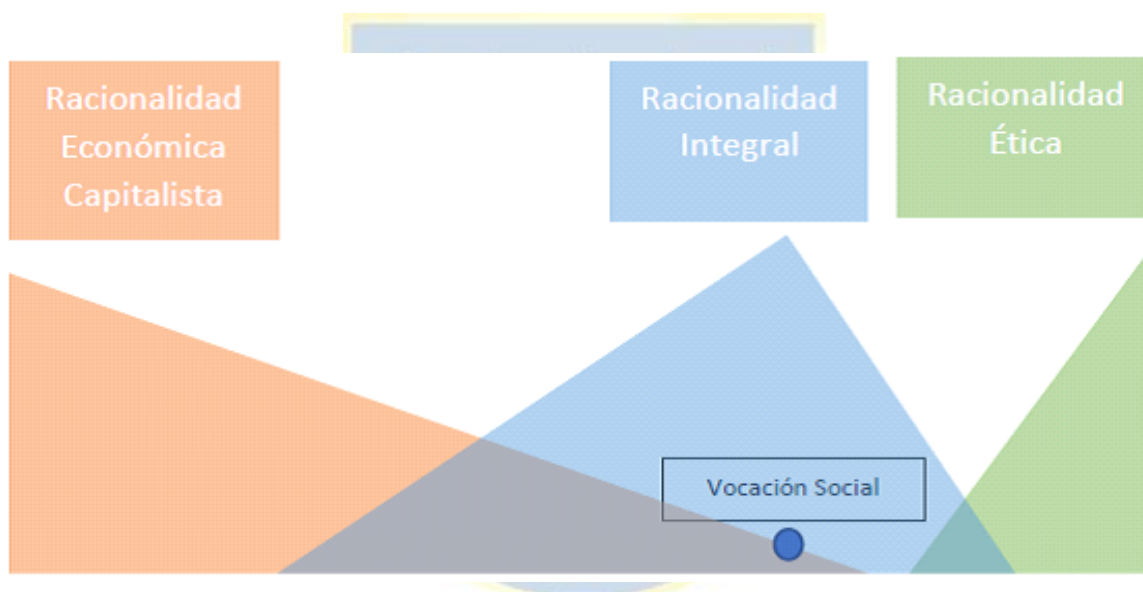 Racionalidad
Económica
Capitalista
Racionalidad
Integral
Racionalidad
Ética
Vocación Social